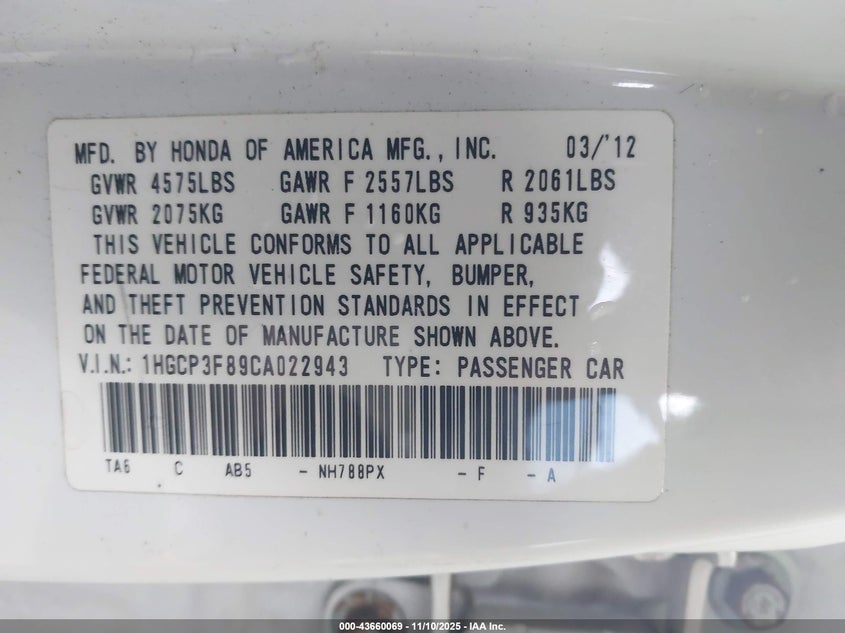 MFD. BY HONDA OF AMERICA MFG., INC. 03/'12
GVWR 4575LBS GAWR F 2557LBS R 2061LBS
GVWR 2075KG GAWR F 1160KG R 935KG
THIS VEHICLE CONFORMS TO ALL APPLICABLE
FEDERAL MOTOR VEHICLE SAFETY, BUMPER,
AND THEFT PREVENTION STANDARDS IN EFFECT
ON THE DATE OF MANUFACTURE SHOWN ABOVE.
V.I.N.: 1HGCP3F89CA022943 TYPE: PASSENGER CAR
TA6 C AB5 - NH788PX - F - A
000-43660069 - 11/10/2025 - IAA Inc.